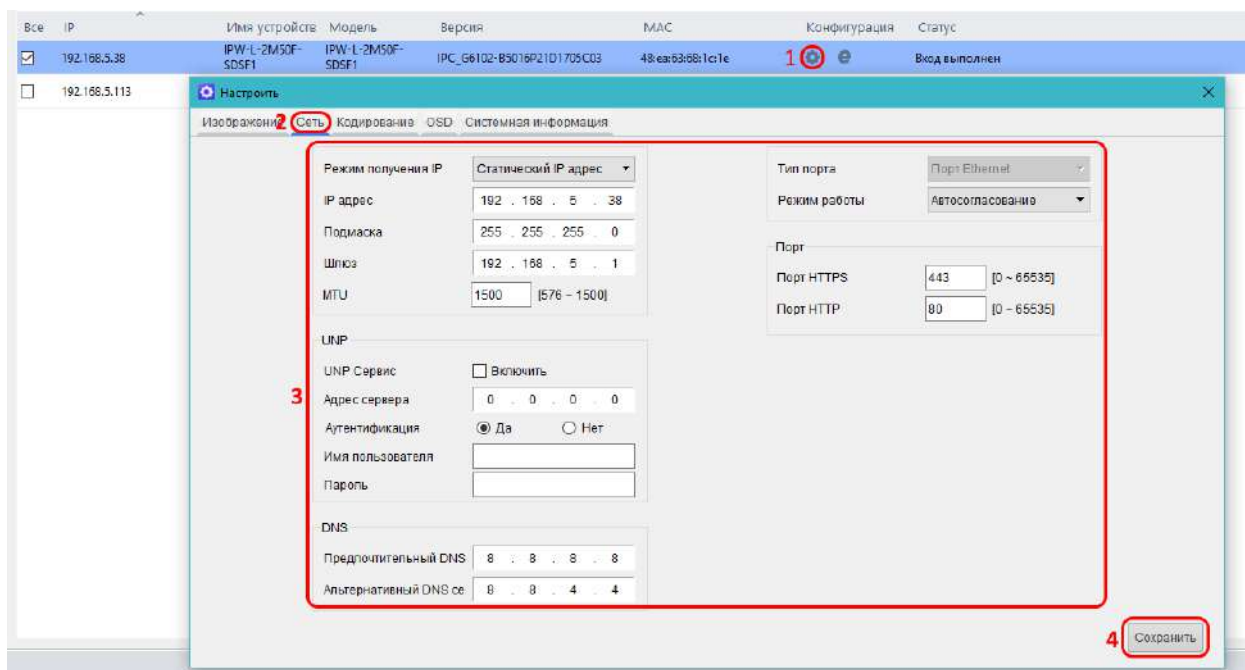 Все IP Имя устройств Модель Версия MAC Конфигурация Статус
192.168.5.38 IPW-L-2M50F-SDSF1 IPW-L-2M50F-SDSF1 IPC_G6102-B5016P21D1705C03 48:ea:63:68:1c:1e 1 Вход выполнен
192.168.5.113
Настроить
Изображение 2 Сеть Кодирование OSD Системная информация
Режим получения IP Статический IP адрес
IP адрес 192 . 168 . 5 . 38
Подмаска 255 . 255 . 255 . 0
Шлюз 192 . 168 . 5 . 1
MTU 1500 [576 ~ 1500]
Тип порта Порт Ethernet
Режим работы Автосогласование
Порт
Порт HTTPS 443 [0 ~ 65535]
Порт HTTP 80 [0 ~ 65535]
UNP
UNP Сервис Включить
3
Адрес сервера 0 . 0 . 0 . 0
Аутентификация Да Нет
Имя пользователя
Пароль
DNS
Предпочтительный DNS 8 . 8 . 8 . 8
Альтернативный DNS се 8 . 8 . 4 . 4
4 Сохранить